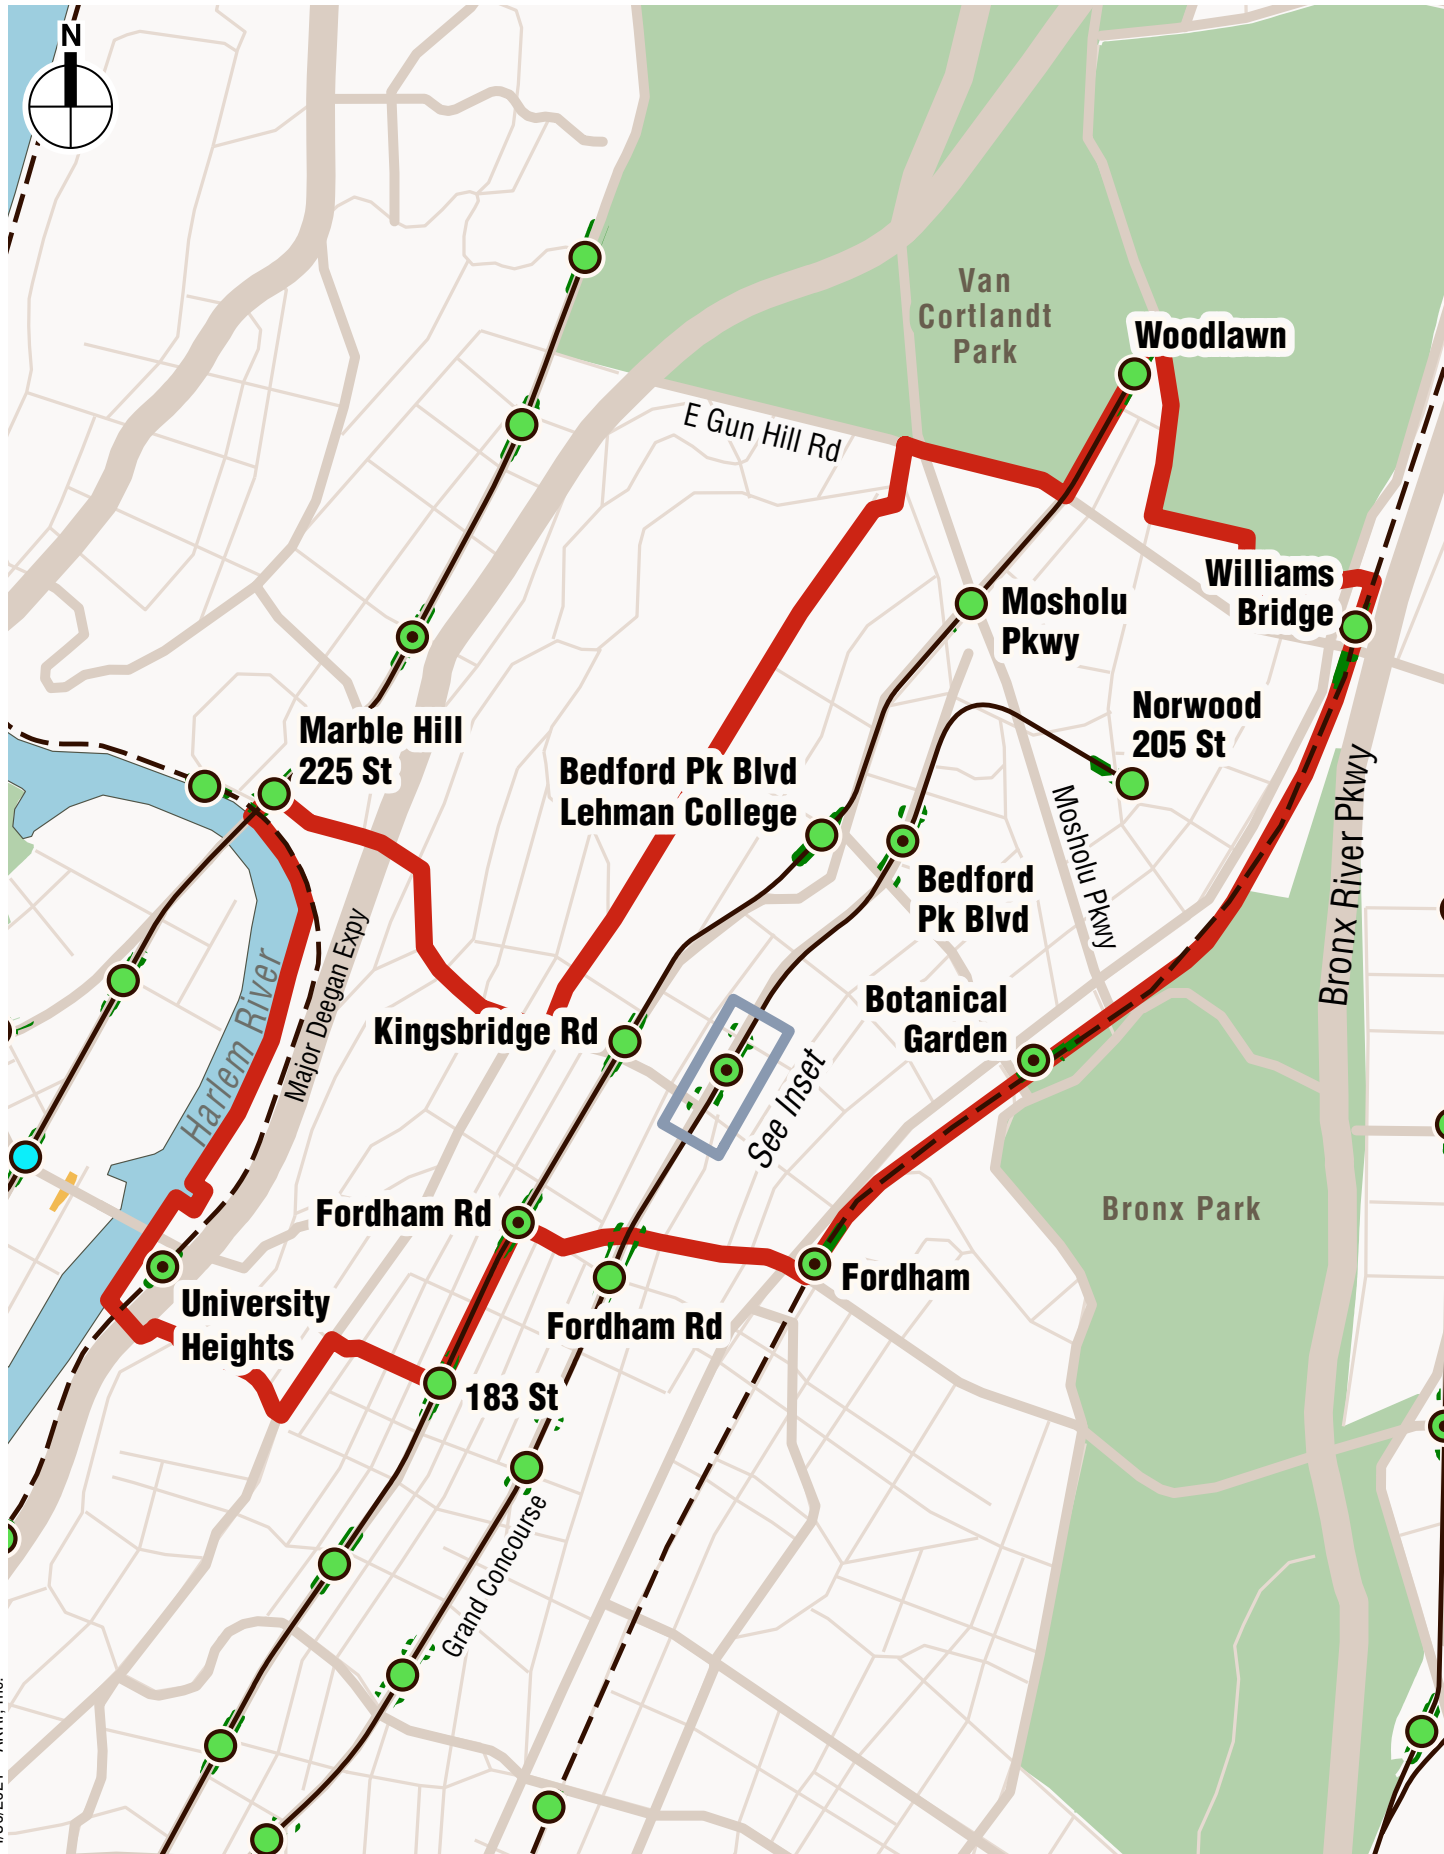 N
Van
Cortlandt
Park
Woodlawn
E Gun Hill Rd
Williams
Bridge
Mosholu
Pkwy
Norwood
205 St
Marble Hill
225 St
Bedford Pk Blvd
Lehman College
Mosholu Pkwy
Bronx River Pkwy
Bedford
Pk Blvd
Harlem River
Major Deegan Expy
Botanical
Garden
Kingsbridge Rd
See Inset
Bronx Park
Fordham Rd
Fordham
University
Heights
Fordham Rd
183 St
Grand Concourse